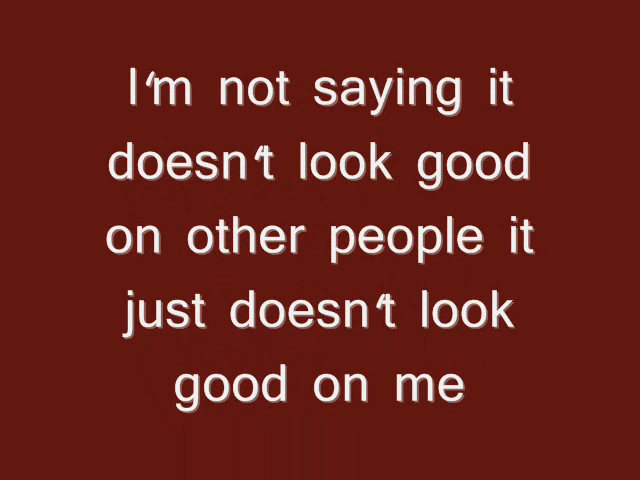 I'm not saying it
doesn't look good
on other people it
just doesn't look
good on me